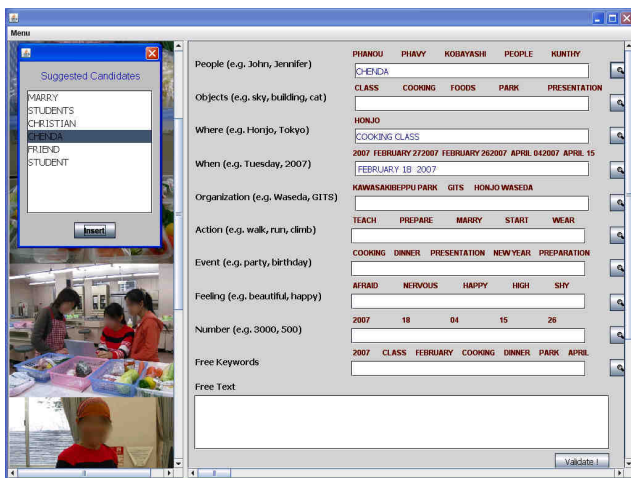 Menu
Suggested Candidates
MARRY
STUDENTS
CHRISTIAN
CHENDA
FRIEND
STUDENT
Insert
PHANOU PHAVY KOBAYASHI PEOPLE KUNTHY
People (e.g. John, Jennifer)
CHENDA
CLASS COOKING FOODS PARK PRESENTATION
Objects (e.g. sky, building, cat)
HONJO
Where (e.g. Honjo, Tokyo)
COOKING CLASS
2007 FEBRUARY 272007 FEBRUARY 262007 APRIL 042007 APRIL 15
When (e.g. Tuesday, 2007)
FEBRUARY 18 2007
KAWASAKIBEPPU PARK GITS HONJO WASEDA
Organization (e.g. Waseda, GITS)
TEACH PREPARE MARRY START WEAR
Action (e.g. walk, run, climb)
COOKING DINNER PRESENTATION NEW YEAR PREPARATION
Event (e.g. party, birthday)
AFRAID NERVOUS HAPPY HIGH SHY
Feeling (e.g. beautiful, happy)
2007 18 04 15 26
Number (e.g. 3000, 500)
2007 CLASS FEBRUARY COOKING DINNER PARK APRIL
Free Keywords
Free Text
Validate !